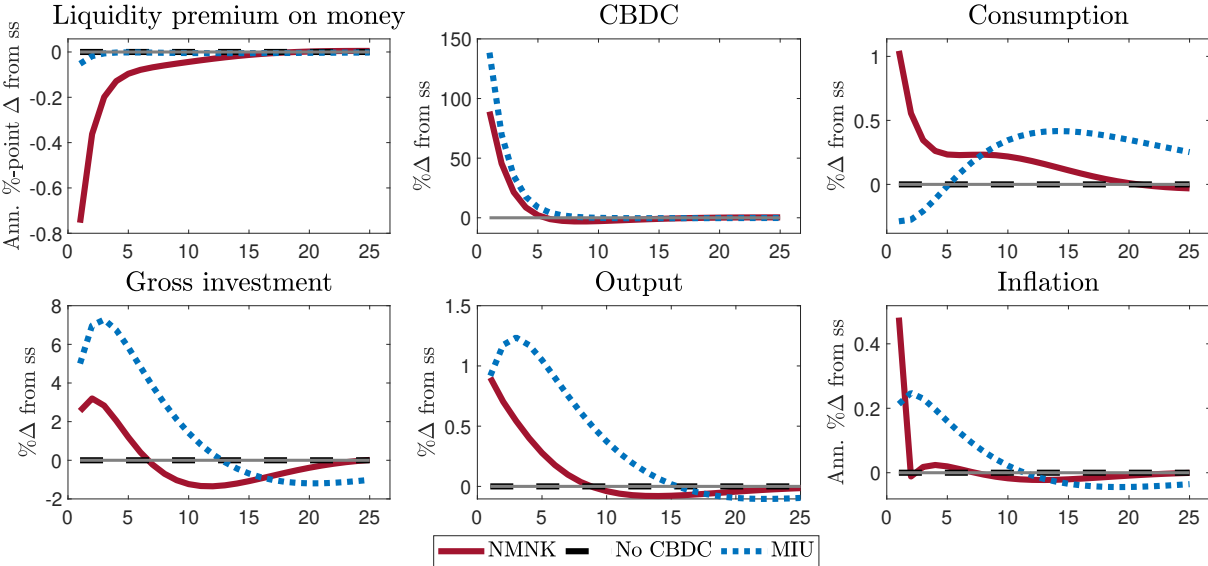 Liquidity premium on money
CBDC
Consumption
Ann. %-point Δ from ss
0
-0.2
-0.4
-0.6
-0.8
0 5 10 15 20 25
%Δ from ss
150
100
50
0
0 5 10 15 20 25
%Δ from ss
1
0.5
0
0 5 10 15 20 25
Gross investment
Output
Inflation
%Δ from ss
8
6
4
2
0
-2
0 5 10 15 20 25
%Δ from ss
1.5
1
0.5
0
0 5 10 15 20 25
Ann. %Δ from ss
0.4
0.2
0
0 5 10 15 20 25
NMNK No CBDC MIU